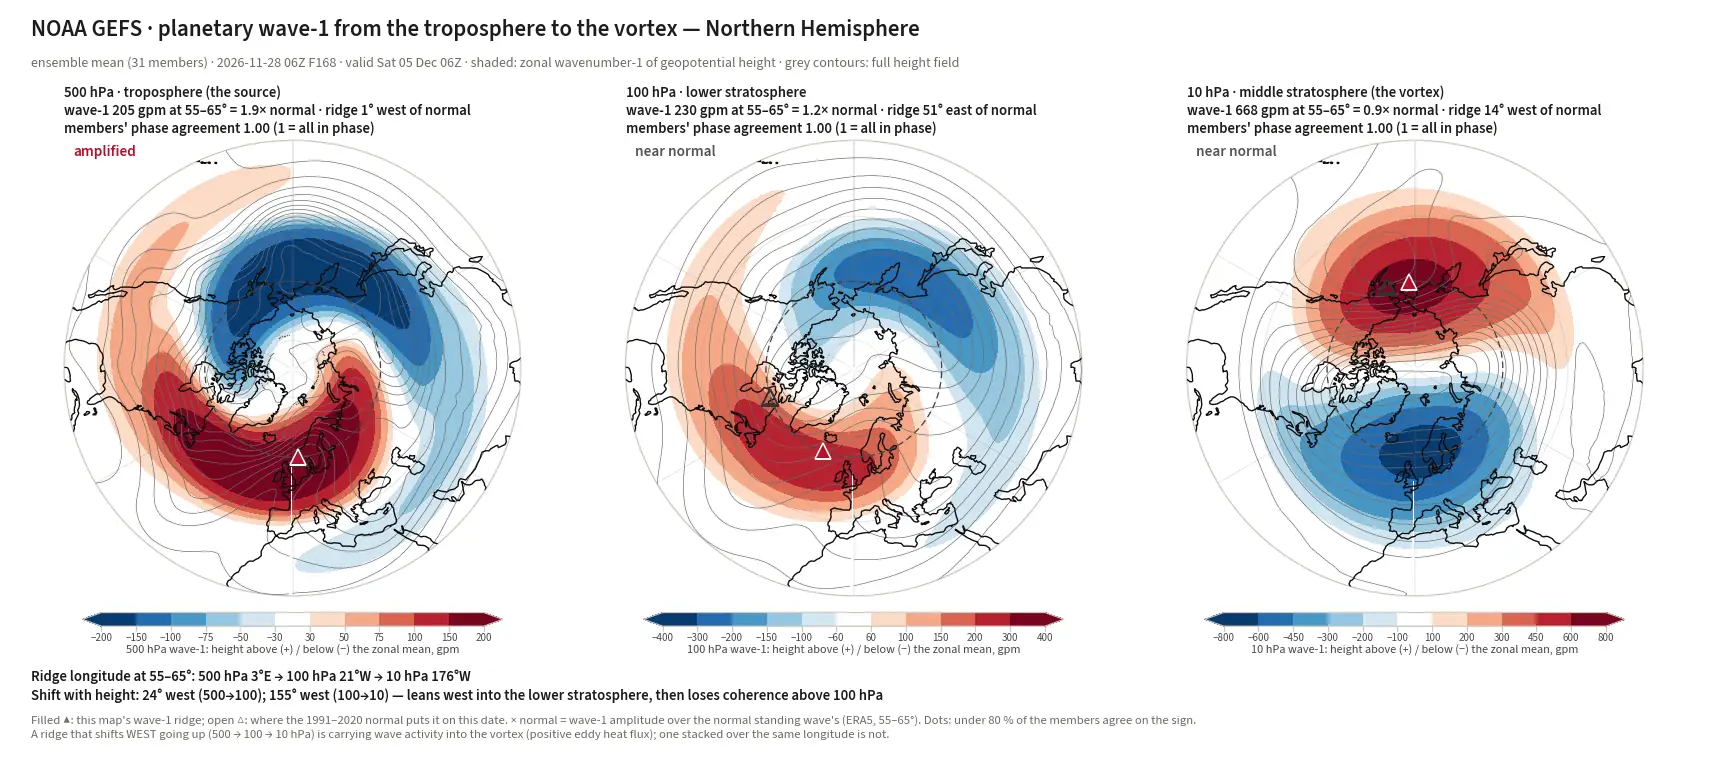 NOAA GEFS · planetary wave-1 from the troposphere to the vortex — Northern Hemisphere
ensemble mean (31 members) · 2026-11-28 06Z F168 · valid Sat 05 Dec 06Z · shaded: zonal wavenumber-1 of geopotential height · grey contours: full height field
500 hPa · troposphere (the source)
wave-1 205 gpm at 55–65° = 1.9× normal · ridge 1° west of normal
members' phase agreement 1.00 (1 = all in phase)
amplified
100 hPa · lower stratosphere
wave-1 230 gpm at 55–65° = 1.2× normal · ridge 51° east of normal
members' phase agreement 1.00 (1 = all in phase)
near normal
10 hPa · middle stratosphere (the vortex)
wave-1 668 gpm at 55–65° = 0.9× normal · ridge 14° west of normal
members' phase agreement 1.00 (1 = all in phase)
near normal
−200 −150 −100 −75 −50 −30 30 50 75 100 150 200
500 hPa wave-1: height above (+) / below (−) the zonal mean, gpm
−400 −300 −200 −150 −100 −60 60 100 150 200 300 400
100 hPa wave-1: height above (+) / below (−) the zonal mean, gpm
−800 −600 −450 −300 −200 −100 100 200 300 450 600 800
10 hPa wave-1: height above (+) / below (−) the zonal mean, gpm
Ridge longitude at 55–65°: 500 hPa 3°E → 100 hPa 21°W → 10 hPa 176°W
Shift with height: 24° west (500→100); 155° west (100→10) — leans west into the lower stratosphere, then loses coherence above 100 hPa
Filled ▲: this map's wave-1 ridge; open △: where the 1991–2020 normal puts it on this date. × normal = wave-1 amplitude over the normal standing wave's (ERA5, 55–65°). Dots: under 80 % of the members agree on the sign.
A ridge that shifts WEST going up (500 → 100 → 10 hPa) is carrying wave activity into the vortex (positive eddy heat flux); one stacked over the same longitude is not.